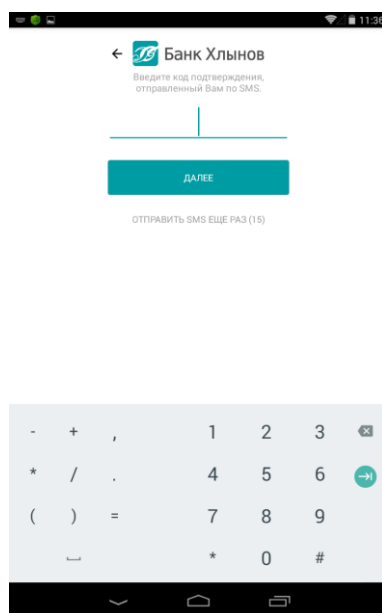 11:36
Банк Хлынов
Введите код подтверждения,
отправленный Вам по SMS.
ДАЛЕЕ
ОТПРАВИТЬ SMS ЕЩЕ РАЗ (15)
- + , 1 2 3
* / . 4 5 6
( ) = 7 8 9
* 0 #